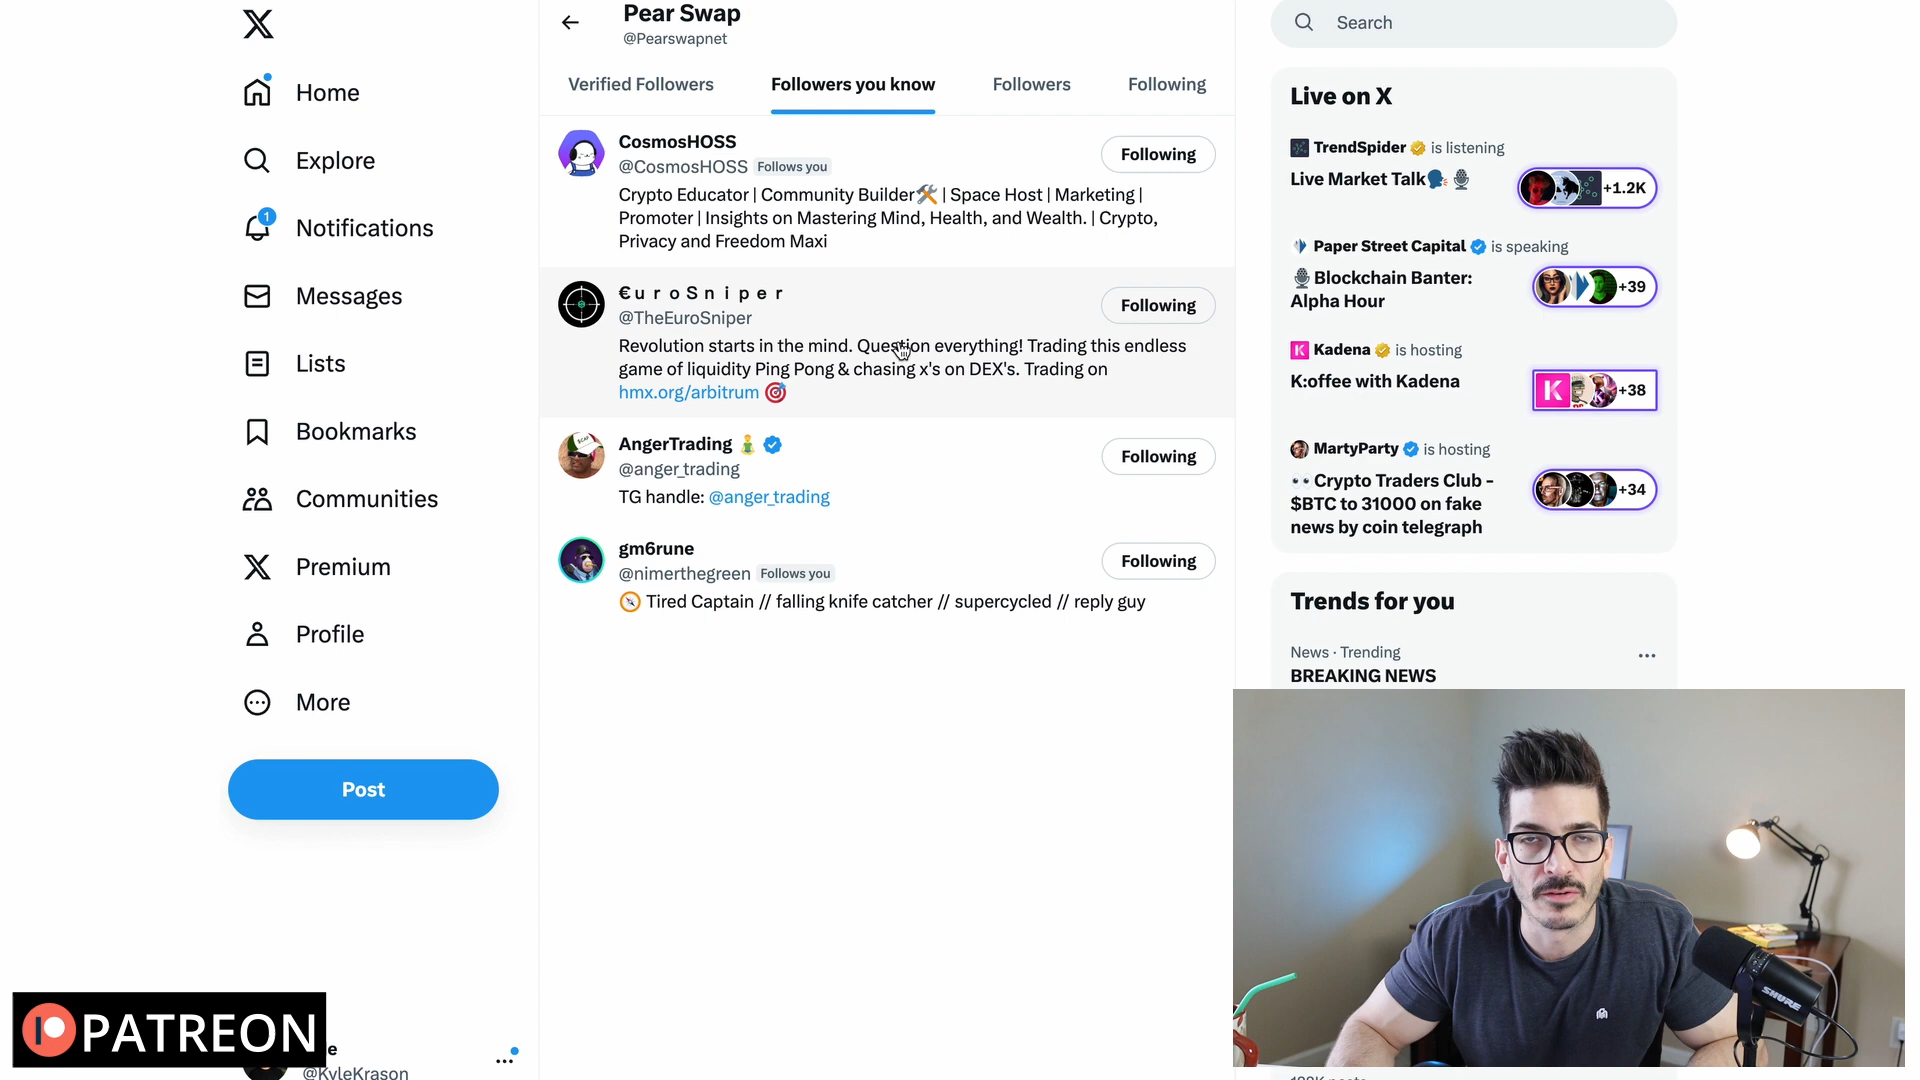 Home
Explore
1
Notifications
Messages
Lists
Bookmarks
Communities
Premium
Profile
More
Post
PATREON
@KyleKrason
Pear Swap
@Pearswapnet
Verified Followers
Followers you know
Followers
Following
CosmosHOSS
@CosmosHOSS Follows you
Following
Crypto Educator | Community Builder🛠 | Space Host | Marketing |
Promoter | Insights on Mastering Mind, Health, and Wealth. | Crypto,
Privacy and Freedom Maxi
€uroSniper
@TheEuroSniper
Following
Revolution starts in the mind. Question everything! Trading this endless
game of liquidity Ping Pong & chasing x's on DEX's. Trading on
hmx.org/arbitrum 🎯
AngerTrading
@anger_trading
Following
TG handle: @anger_trading
gm6rune
@nimerthegreen Follows you
Following
🧭 Tired Captain // falling knife catcher // supercycled // reply guy
Search
Live on X
TrendSpider is listening
Live Market Talk🗣️🎙️
+1.2K
Paper Street Capital is speaking
🎙️Blockchain Banter:
Alpha Hour
+39
Kadena is hosting
K:offee with Kadena
+38
MartyParty is hosting
👀Crypto Traders Club -
$BTC to 31000 on fake
news by coin telegraph
+34
Trends for you
News · Trending
BREAKING NEWS
SHURE